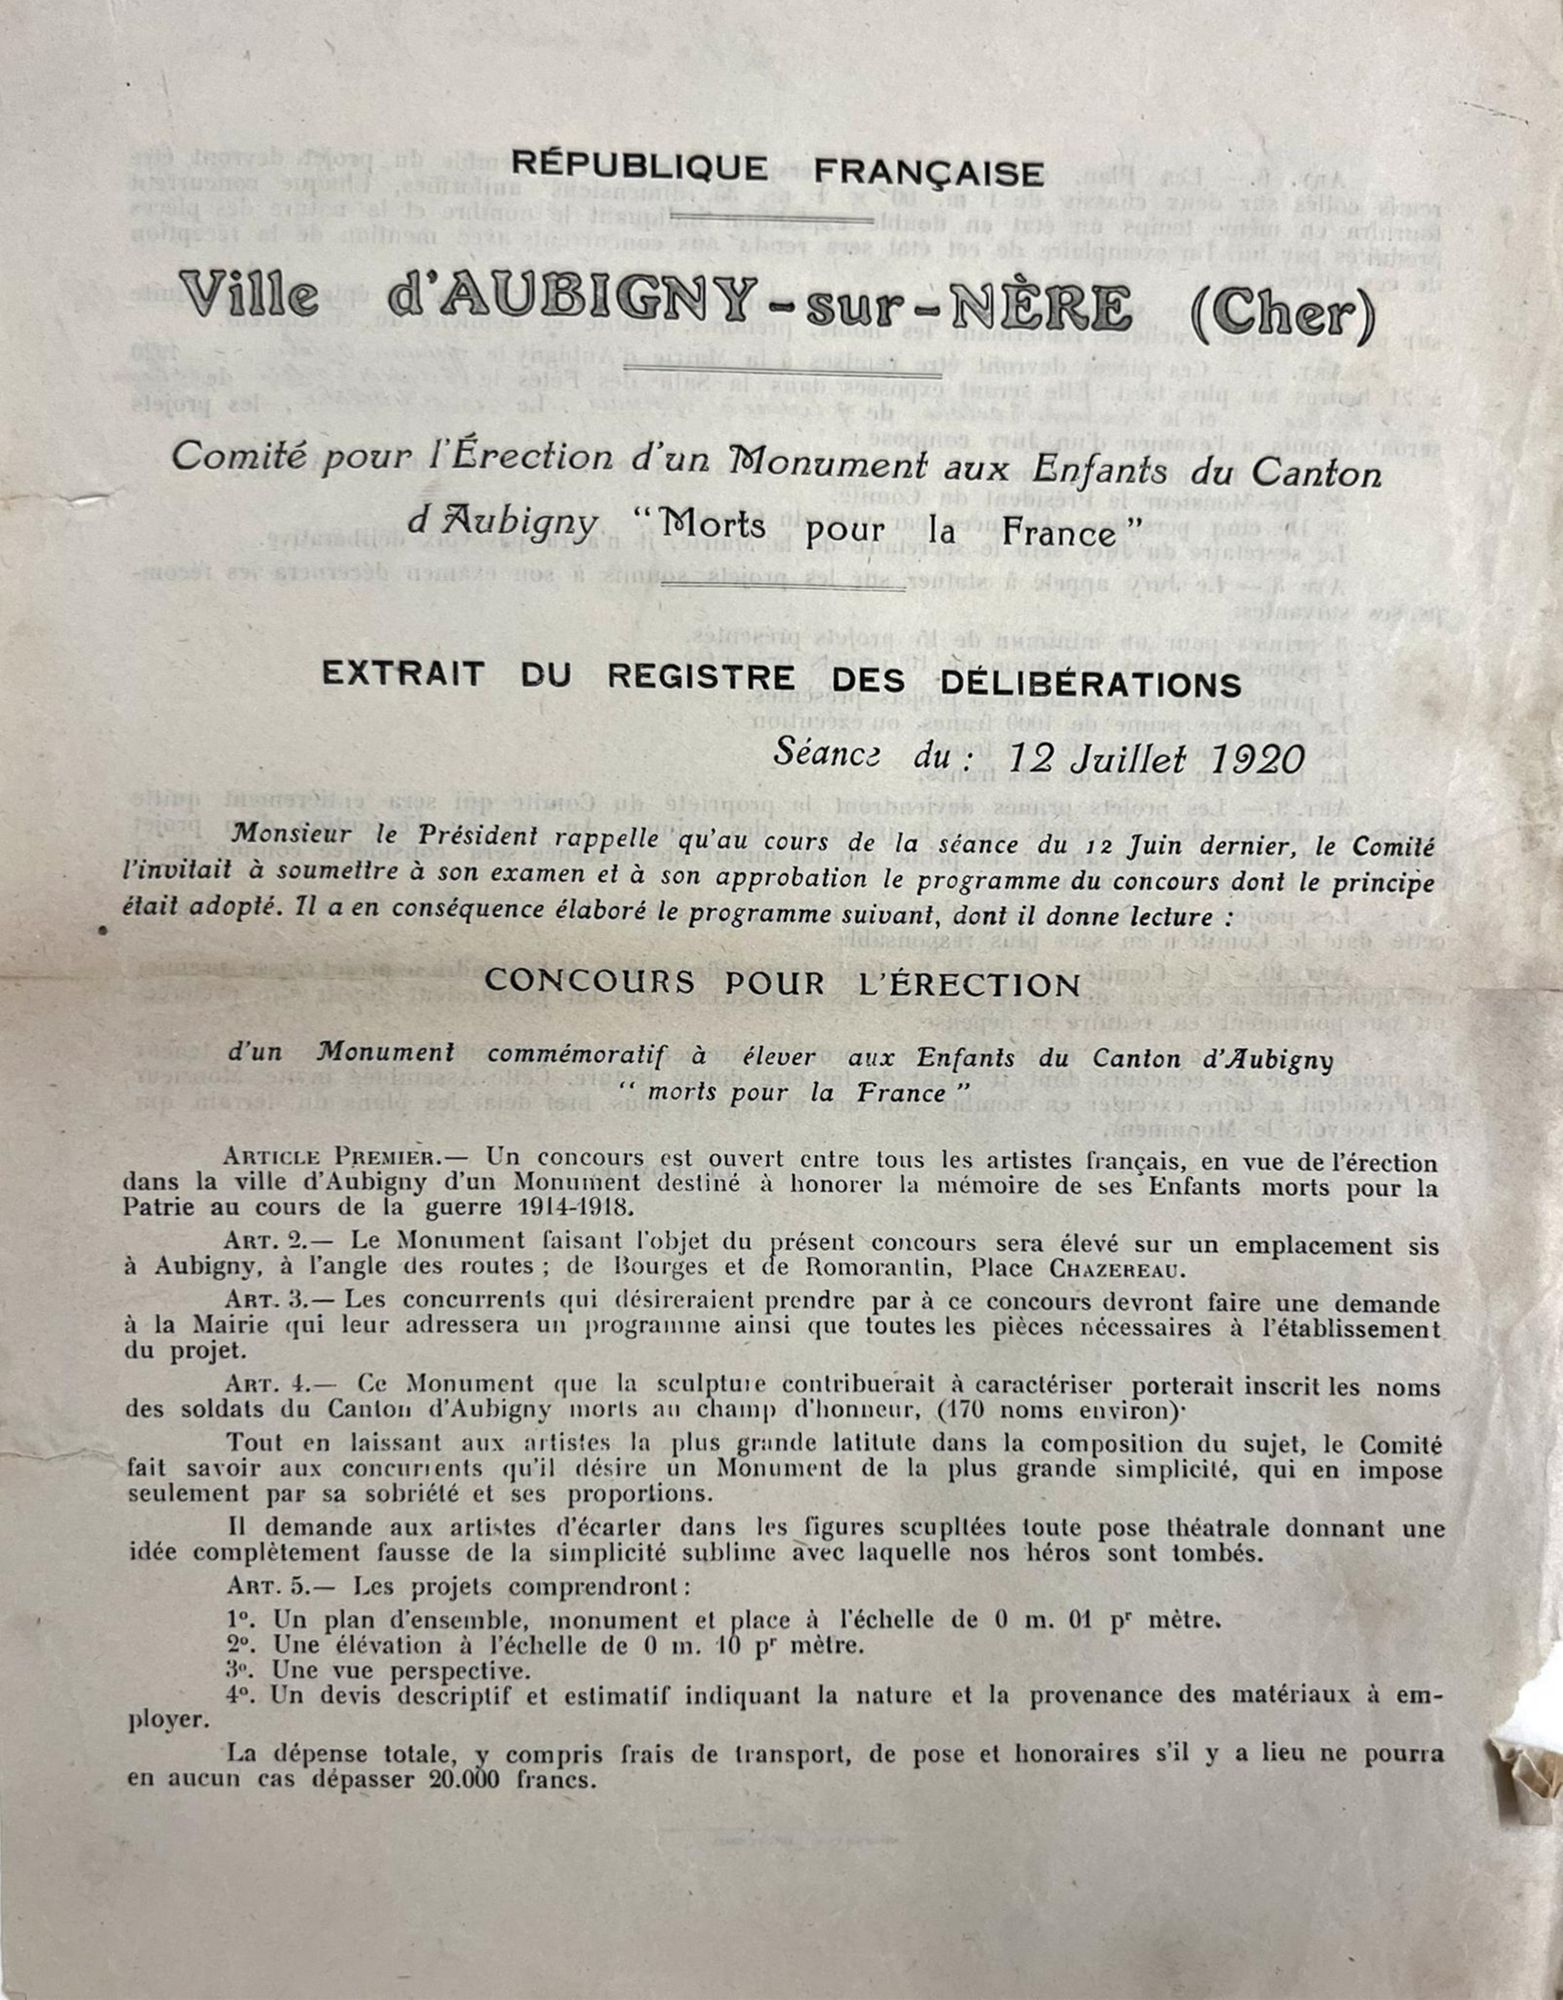 RÉPUBLIQUE FRANÇAISE
Ville d'AUBIGNY-sur-NÈRE (Cher)
Comité pour l'Érection d'un Monument aux Enfants du Canton
d'Aubigny “Morts pour la France”
EXTRAIT DU REGISTRE DES DÉLIBÉRATIONS
Séance du : 12 Juillet 1920
Monsieur le Président rappelle qu'au cours de la séance du 12 Juin dernier, le Comité
l'invitait à soumettre à son examen et à son approbation le programme du concours dont le principe
était adopté. Il a en conséquence élaboré le programme suivant, dont il donne lecture :
CONCOURS POUR L'ÉRECTION
d'un Monument commémoratif à élever aux Enfants du Canton d'Aubigny
“ morts pour la France ”
ARTICLE PREMIER.— Un concours est ouvert entre tous les artistes français, en vue de l'érection
dans la ville d'Aubigny d'un Monument destiné à honorer la mémoire de ses Enfants morts pour la
Patrie au cours de la guerre 1914-1918.
ART. 2.— Le Monument faisant l'objet du présent concours sera élevé sur un emplacement sis
à Aubigny, à l'angle des routes ; de Bourges et de Romorantin, Place CHAZEREAU.
ART. 3.— Les concurrents qui désireraient prendre par à ce concours devront faire une demande
à la Mairie qui leur adressera un programme ainsi que toutes les pièces nécessaires à l'établissement
du projet.
ART. 4.— Ce Monument que la sculpture contribuerait à caractériser porterait inscrit les noms
des soldats du Canton d'Aubigny morts au champ d'honneur, (170 noms environ).
Tout en laissant aux artistes la plus grande latitute dans la composition du sujet, le Comité
fait savoir aux concurrents qu'il désire un Monument de la plus grande simplicité, qui en impose
seulement par sa sobriété et ses proportions.
Il demande aux artistes d'écarter dans les figures scupltées toute pose théatrale donnant une
idée complètement fausse de la simplicité sublime avec laquelle nos héros sont tombés.
ART. 5.— Les projets comprendront :
1º. Un plan d'ensemble, monument et place à l'échelle de 0 m. 01 pʳ mètre.
2º. Une élévation à l'échelle de 0 m. 10 pʳ mètre.
3º. Une vue perspective.
4º. Un devis descriptif et estimatif indiquant la nature et la provenance des matériaux à em-
ployer.
La dépense totale, y compris frais de transport, de pose et honoraires s'il y a lieu ne pourra
en aucun cas dépasser 20.000 francs.